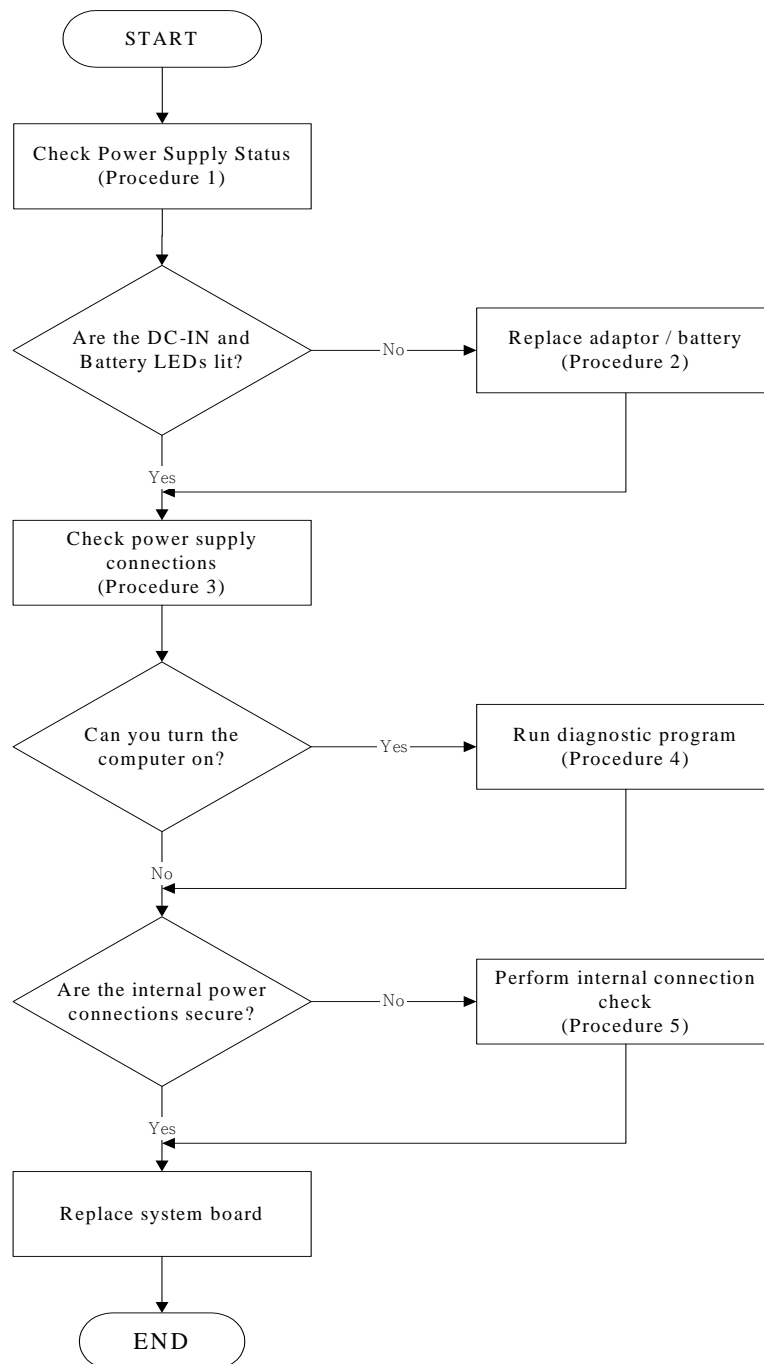 START
Check Power Supply Status
(Procedure 1)
Are the DC-IN and
Battery LEDs lit?
No
Replace adaptor / battery
(Procedure 2)
Yes
Check power supply
connections
(Procedure 3)
Can you turn the
computer on?
Yes
Run diagnostic program
(Procedure 4)
No
Are the internal power
connections secure?
No
Perform internal connection
check
(Procedure 5)
Yes
Replace system board
END